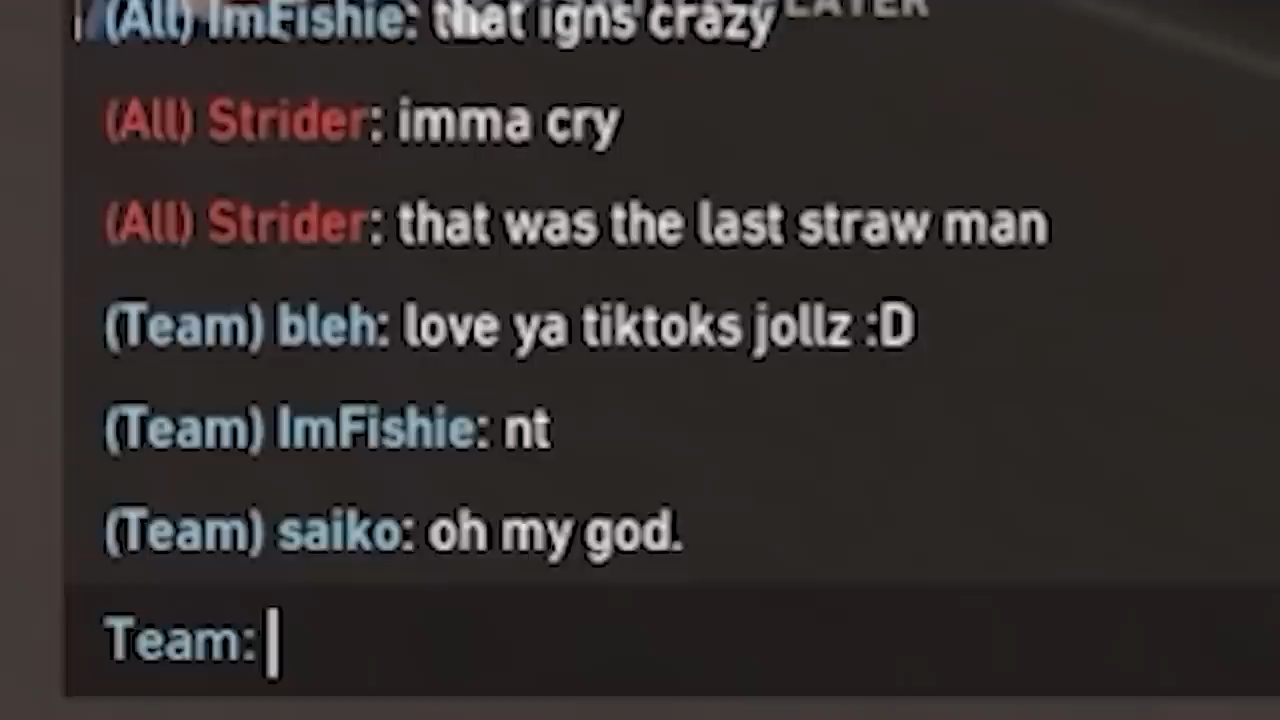 (All) ImFishie: that igns crazy
(All) Strider: imma cry
(All) Strider: that was the last straw man
(Team) bleh: love ya tiktoks jollz :D
(Team) ImFishie: nt
(Team) saiko: oh my god.
Team: